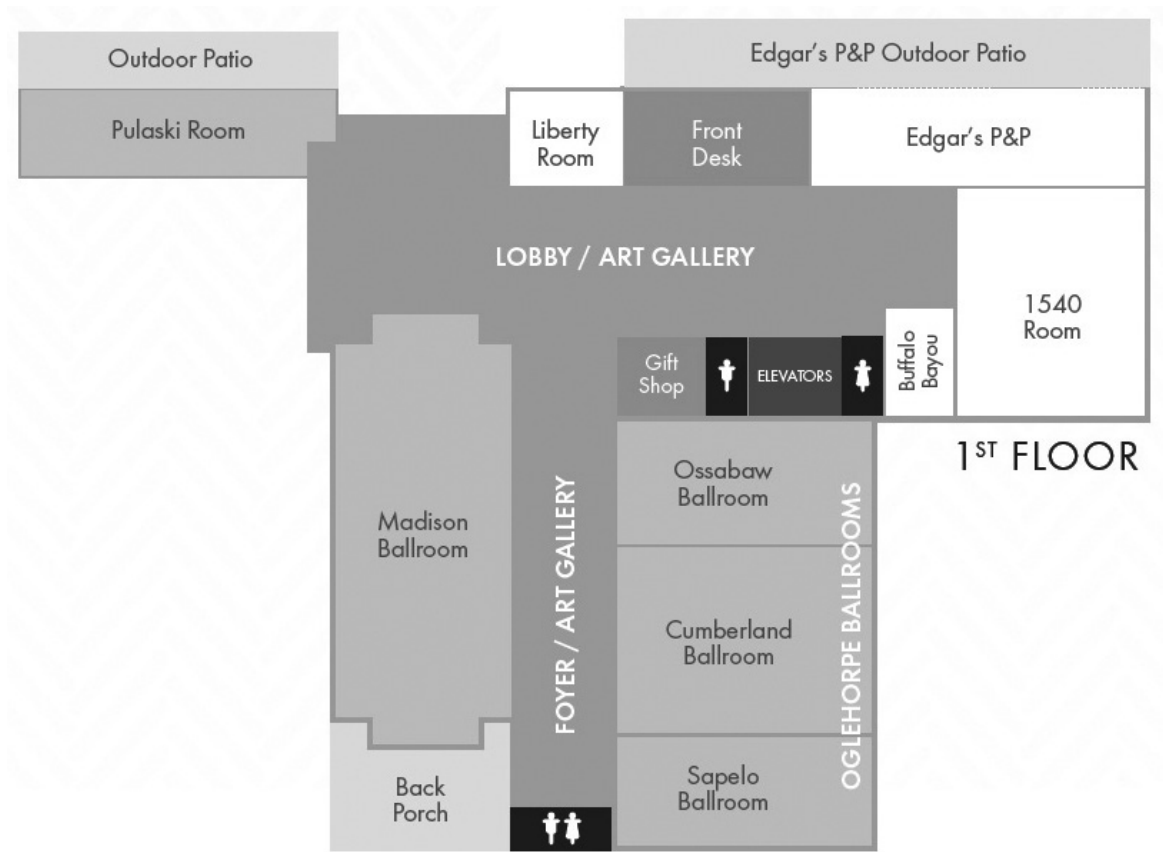 Outdoor Patio
Edgar's P&P Outdoor Patio
Pulaski Room
Liberty
Room
Front
Desk
Edgar's P&P
LOBBY / ART GALLERY
1540
Room
Gift
Shop
ELEVATORS
Buffalo
Bayou
1ST FLOOR
Ossabaw
Ballroom
Madison
Ballroom
FOYER / ART GALLERY
Cumberland
Ballroom
OGLEHORPE BALLROOMS
Sapelo
Ballroom
Back
Porch